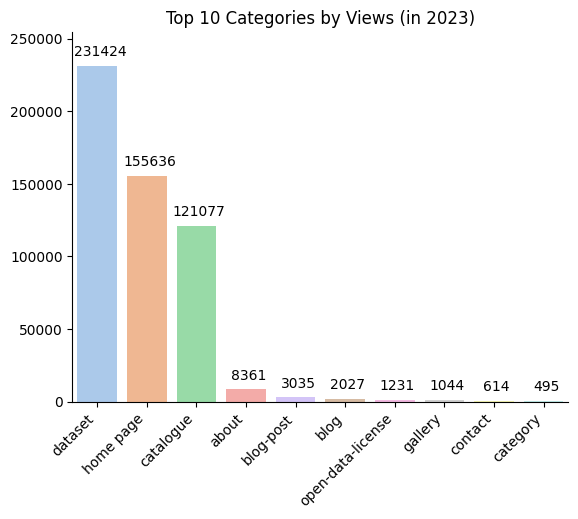 Top 10 Categories by Views (in 2023)
250000
200000
150000
100000
50000
0
231424
155636
121077
8361
3035
2027
1231
1044
614
495
dataset
home page
catalogue
about
blog-post
blog
open-data-license
gallery
contact
category